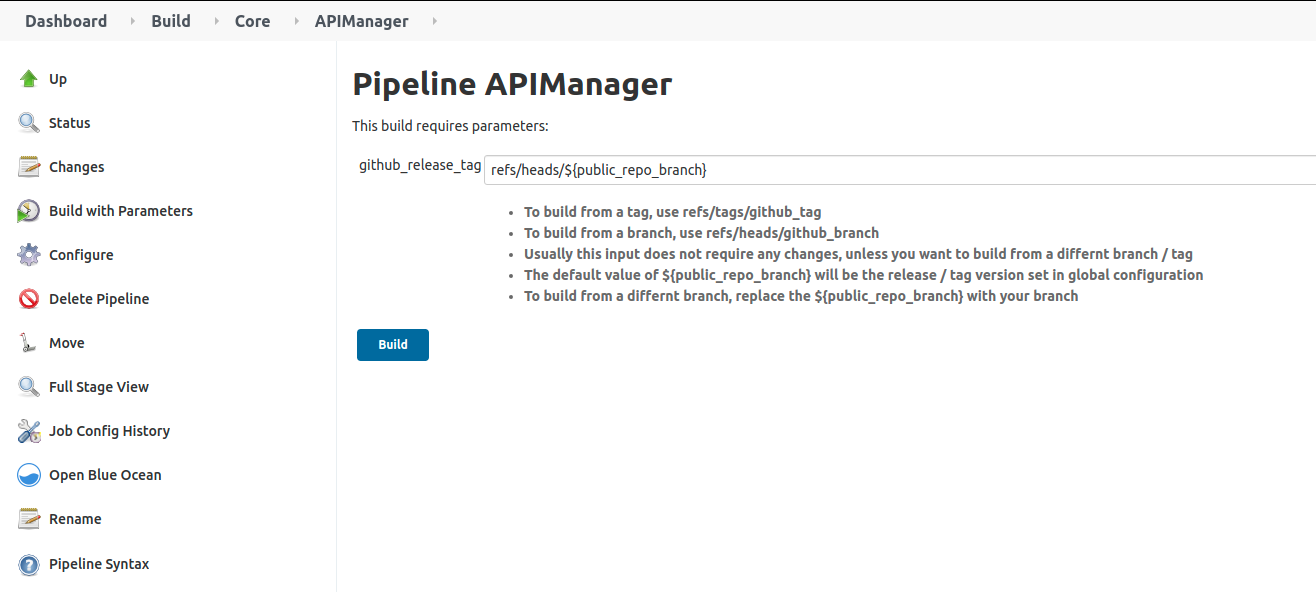 Dashboard Build Core APIManager
Up
Status
Changes
Build with Parameters
Configure
Delete Pipeline
Move
Full Stage View
Job Config History
Open Blue Ocean
Rename
Pipeline Syntax
Pipeline APIManager
This build requires parameters:
github_release_tag refs/heads/${public_repo_branch}
• To build from a tag, use refs/tags/github_tag
• To build from a branch, use refs/heads/github_branch
• Usually this input does not require any changes, unless you want to build from a differnt branch / tag
• The default value of ${public_repo_branch} will be the release / tag version set in global configuration
• To build from a differnt branch, replace the ${public_repo_branch} with your branch
Build